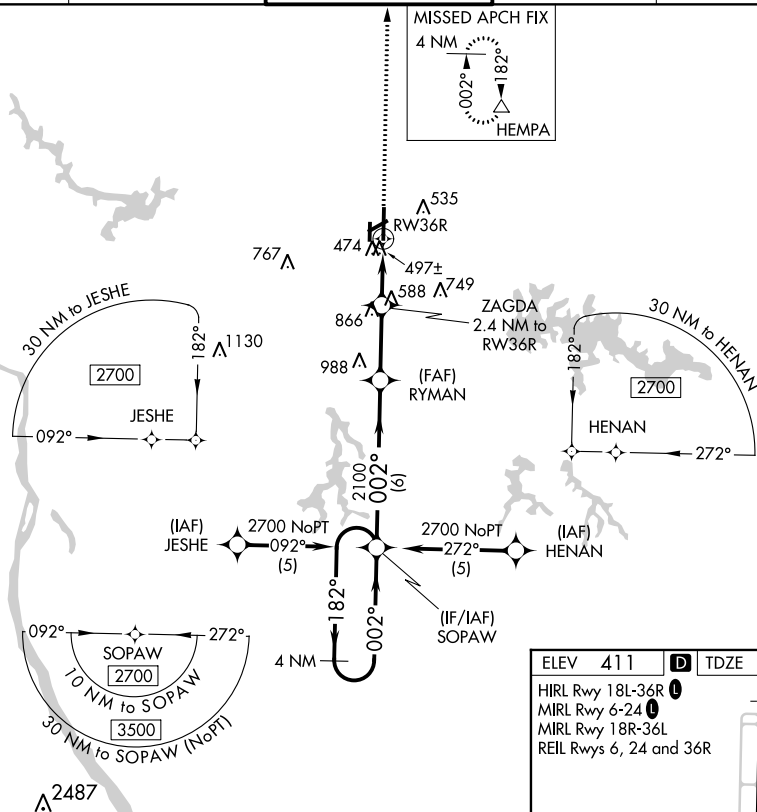 MISSED APCH FIX
4 NM
002°
182°
HEMPA
535
RW36R
474
767
497±
588
749
866
ZAGDA
2.4 NM to
RW36R
30 NM to JESHE
182°
1130
2700
JESHE
092°
988
(FAF)
RYMAN
30 NM to HENAN
182°
2700
HENAN
272°
2100
002°
(6)
(IAF)
JESHE
2700 NoPT
092°
(5)
2700 NoPT
272°
(5)
(IAF)
HENAN
182°
002°
(IF/IAF)
SOPAW
4 NM
092°
272°
SOPAW
2700
10 NM to SOPAW
3500
30 NM to SOPAW (NoPT)
2487
ELEV 411 D TDZE
HIRL Rwy 18L-36R L
MIRL Rwy 6-24 L
MIRL Rwy 18R-36L
REIL Rwys 6, 24 and 36R